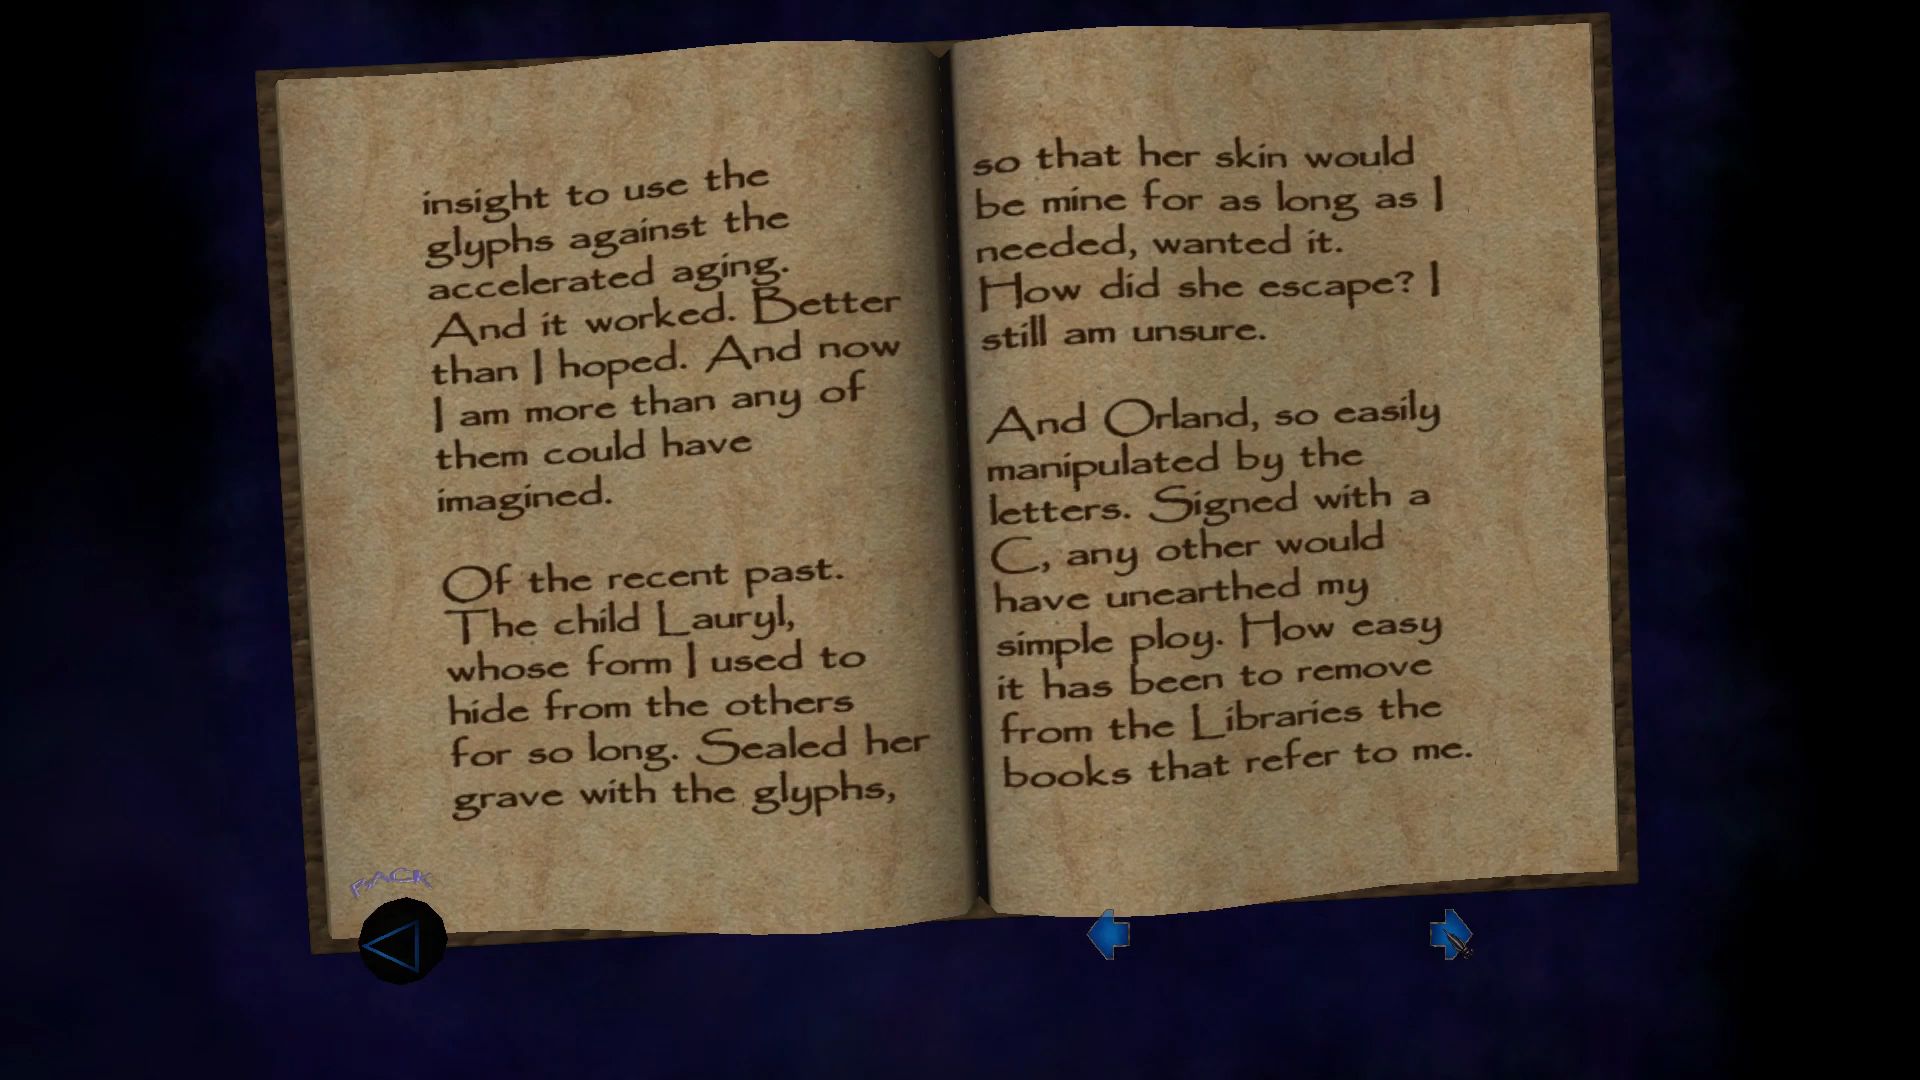 insight to use the
glyphs against the
accelerated aging.
And it worked. Better
than I hoped. And now
I am more than any of
them could have
imagined.
Of the recent past.
The child Lauryl,
whose form I used to
hide from the others
for so long. Sealed her
grave with the glyphs,
so that her skin would
be mine for as long as I
needed, wanted it.
How did she escape? I
still am unsure.
And Orland, so easily
manipulated by the
letters. Signed with a
C, any other would
have unearthed my
simple ploy. How easy
it has been to remove
from the Libraries the
books that refer to me.
BACK